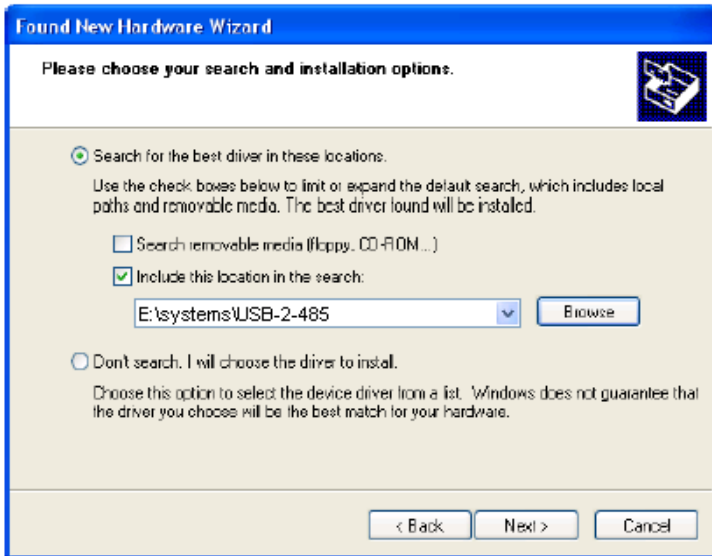 Found New Hardware Wizard
Please choose your search and installation options.
Search for the best driver in these locations.
Use the check boxes below to limit or expand the default search, which includes local
paths and removable media. The best driver found will be installed.
Search removable media (floppy, CD-ROM...)
Include this location in the search:
E:\systems\USB-2-485
Browse
Don't search. I will choose the driver to install.
Choose this option to select the device driver from a list. Windows does not guarantee that
the driver you choose will be the best match for your hardware.
< Back Next > Cancel